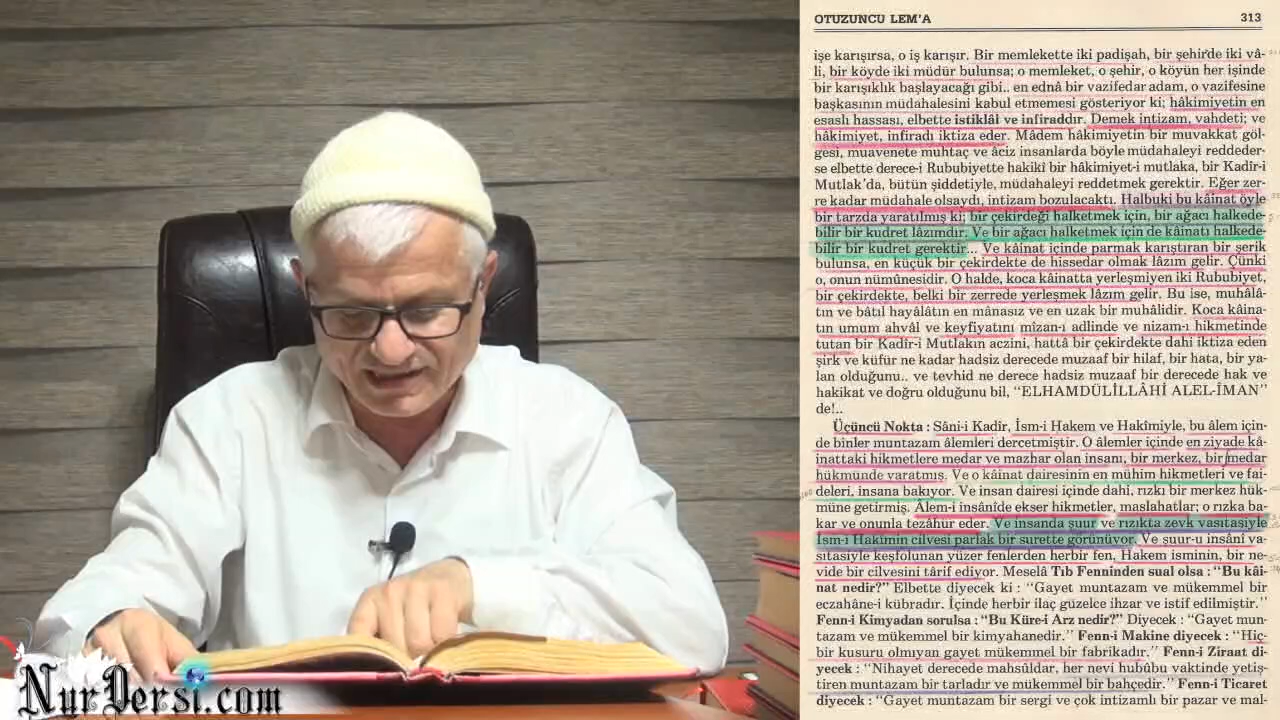 OTUZUNCU LEM'A 313
işe karışırsa, o iş karışır. Bir memlekette iki padişah, bir şehirde iki vâ-
li, bir köyde iki müdür bulunsa; o memleket, o şehir, o köyün her işinde
bir karışıklık başlayacağı gibi.. en ednâ bir vazifedar adam, o vazifesine
başkasının müdahalesini kabul etmemesi gösteriyor ki; hâkimiyetin en
esaslı hassası, elbette istiklâl ve infiraddır. Demek intizam, vahdeti; ve
hâkimiyet, infiradı iktiza eder. Mâdem hâkimiyetin bir muvakkat göl-
gesi, muavenete muhtaç ve âciz insanlarda böyle müdahaleyi reddeder-
se elbette derece-i Rububiyette hakikî bir hâkimiyet-i mutlaka, bir Kadîr-i
Mutlak'da, bütün şiddetiyle, müdahaleyi reddetmek gerektir. Eğer zer-
re kadar müdahale olsaydı, intizam bozulacaktı. Halbuki bu kâinat öyle
bir tarzda yaratılmış ki; bir çekirdeği halketmek için, bir ağacı halkede-
bilir bir kudret lâzımdır. Ve bir ağacı halketmek için de kâinatı halkede-
bilir bir kudret gerektir... Ve kâinat içinde parmak karıştıran bir şerik
bulunsa, en küçük bir çekirdekte de hissedar olmak lâzım gelir. Çünki
o, onun nümûnesidir. O halde, koca kâinatta yerleşmiyen iki Rububiyet,
bir çekirdekte, belki bir zerrede yerleşmek lâzım gelir. Bu ise, muhâlâ-
tın ve bâtıl hayâlâtın en mânasız ve en uzak bir muhâlidir. Koca kâina-
tın umum ahvâl ve keyfiyatını mîzan-ı adlinde ve nizam-ı hikmetinde
tutan bir Kadîr-i Mutlakın aczini, hattâ bir çekirdekte dahi iktiza eden
şirk ve küfür ne kadar hadsiz derecede muzaaf bir hilaf, bir hata, bir ya-
lan olduğunu.. ve tevhid ne derece hadsiz muzaaf bir derecede hak ve
hakikat ve doğru olduğunu bil, "ELHAMDÜLİLLÂHİ ALEL-ÎMAN"
de!..
Üçüncü Nokta : Sâni-i Kadîr, İsm-i Hakem ve Hakîmiyle, bu âlem için-
de binler muntazam âlemleri dercetmiştir. O âlemler içinde en ziyade kâ-
inattaki hikmetlere medar ve mazhar olan insanı, bir merkez, bir medar
hükmünde varatmış. Ve o kâinat dairesinin en mühim hikmetleri ve fai-
deleri, insana bakıyor. Ve insan dairesi içinde dahi, rızkı bir merkez hük-
müne getirmiş. Âlem-i insânîde ekser hikmetler, maslahatlar; o rızka ba-
kar ve onunla tezâhur eder. Ve insanda şuur ve rızıkta zevk vasıtasiyle
İsm-i Hakîmin cilvesi parlak bir surette görünüyor. Ve şuur-u insânî va-
sıtasiyle keşfolunan yüzer fenlerden herbir fen, Hakem isminin, bir ne-
vide bir cilvesini târif ediyor. Meselâ Tıb Fenninden sual olsa : "Bu kâi-
nat nedir?" Elbette diyecek ki : "Gayet muntazam ve mükemmel bir
eczahâne-i kübradır. İçinde herbir ilaç güzelce ihzar ve istif edilmiştir."
Fenn-i Kimyadan sorulsa : "Bu Küre-i Arz nedir?" Diyecek : "Gayet mun-
tazam ve mükemmel bir kimyahanedir." Fenn-i Makine diyecek : "Hiç-
bir kusuru olmıyan gayet mükemmel bir fabrikadır." Fenn-i Ziraat di-
yecek : "Nihayet derecede mahsûldar, her nevi hubûbu vaktinde yetiş-
tiren muntazam bir tarladır ve mükemmel bir bahçedir." Fenn-i Ticaret
diyecek : "Gayet muntazam bir sergi ve çok intizamlı bir pazar ve mal-
NurDersi.com